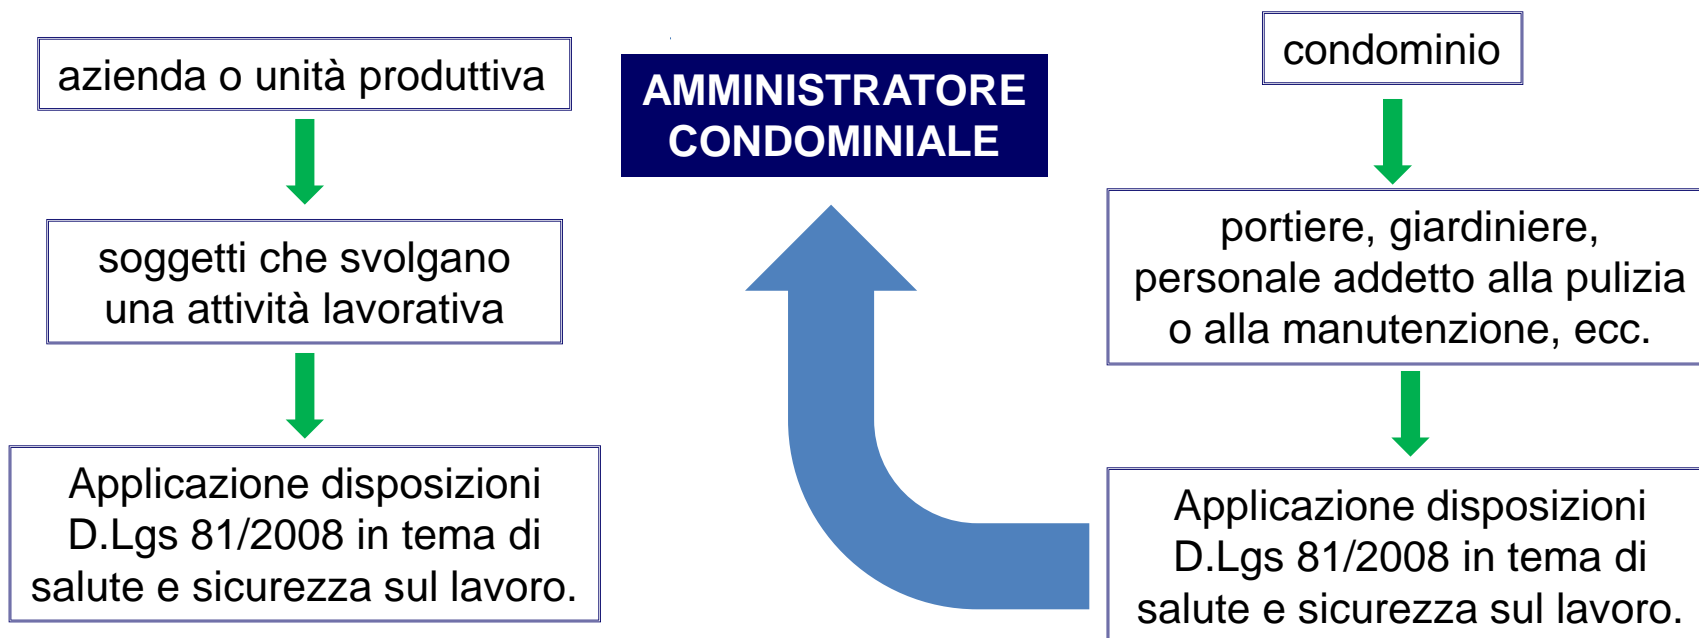 azienda o unità produttiva
soggetti che svolgano
una attività lavorativa
Applicazione disposizioni
D.Lgs 81/2008 in tema di
salute e sicurezza sul lavoro.
AMMINISTRATORE
CONDOMINIALE
condominio
portiere, giardiniere,
personale addetto alla pulizia
o alla manutenzione, ecc.
Applicazione disposizioni
D.Lgs 81/2008 in tema di
salute e sicurezza sul lavoro.